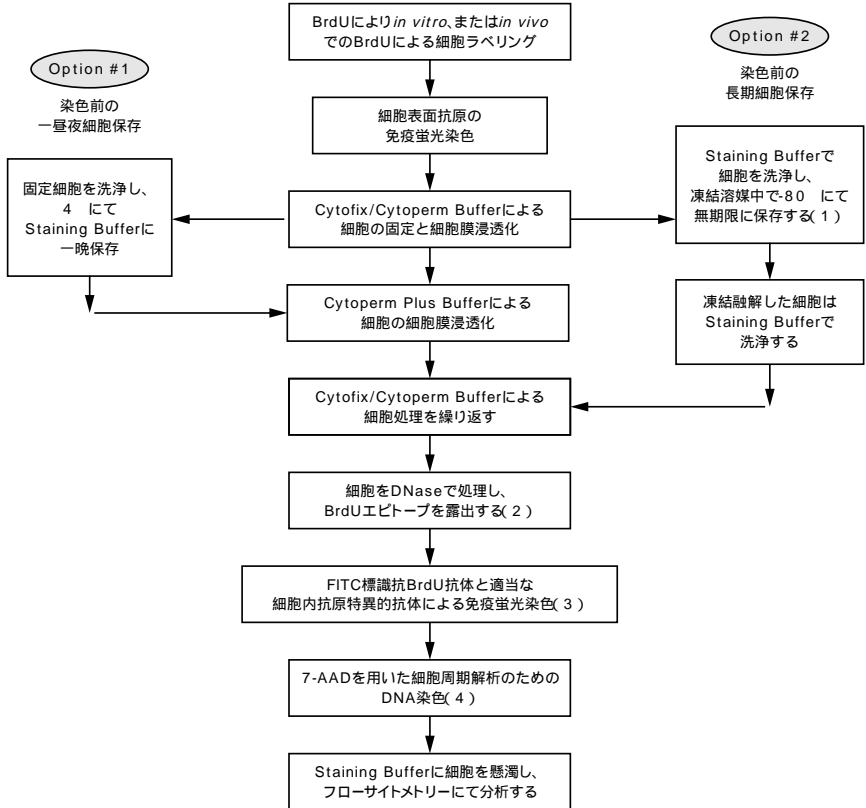 BrdUによりin vitro、またはin vivo
でのBrdUによる細胞ラベリング
Option #1
染色前の
一昼夜細胞保存
Option #2
染色前の
長期細胞保存
細胞表面抗原の
免疫蛍光染色
固定細胞を洗浄し、
4　にて
Staining Bufferに
一晩保存
Cytofix/Cytoperm Bufferによる
細胞の固定と細胞膜浸透化
Staining Bufferで
細胞を洗浄し、
凍結溶媒中で-80　にて
無期限に保存する(1)
Cytoperm Plus Bufferによる
細胞の細胞膜浸透化
凍結融解した細胞は
Staining Bufferで
洗浄する
Cytofix/Cytoperm Bufferによる
細胞処理を繰り返す
細胞をDNaseで処理し、
BrdUエピトープを露出する(2)
FITC標識抗BrdU抗体と適当な
細胞内抗原特異的抗体による免疫蛍光染色(3)
7-AADを用いた細胞周期解析のための
DNA染色(4)
Staining Bufferに細胞を懸濁し、
フローサイトメトリーにて分析する